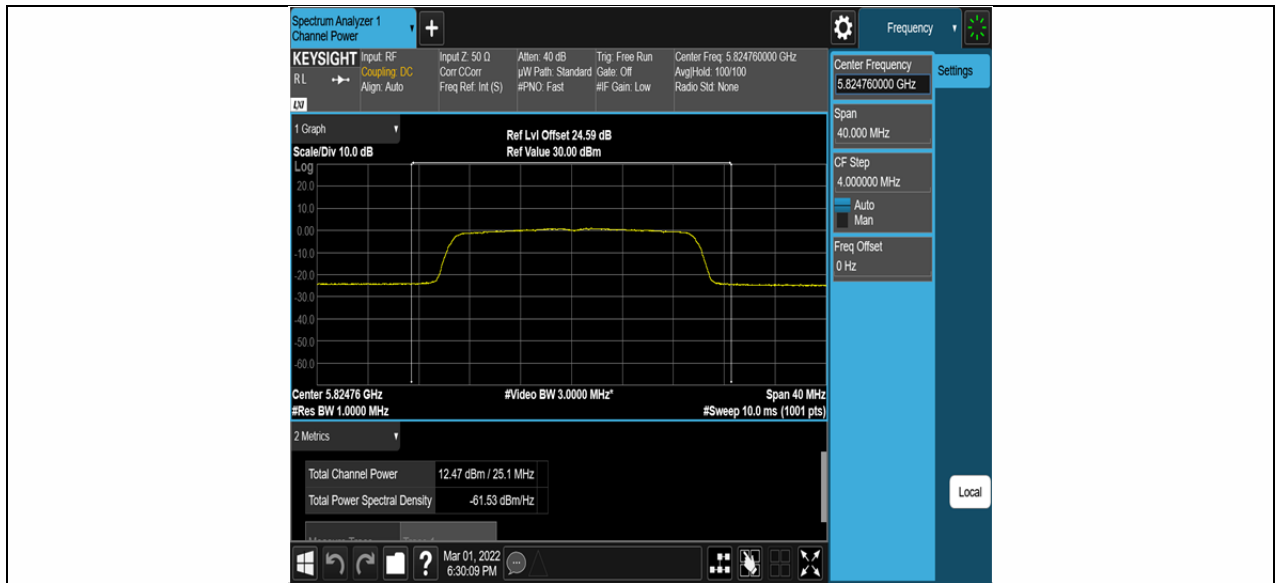 Spectrum Analyzer 1
Channel Power
+
Frequency
KEYSIGHT
RL
LXI
Input: RF
Coupling: DC
Align: Auto
Input Z: 50 Ω
Corr CCorr
Freq Ref: Int (S)
Atten: 40 dB
µW Path: Standard
#PNO: Fast
Trig: Free Run
Gate: Off
#IF Gain: Low
Center Freq: 5.824760000 GHz
Avg|Hold: 100/100
Radio Std: None
Center Frequency
5.824760000 GHz
Settings
Span
40.000 MHz
CF Step
4.000000 MHz
Auto
Man
Freq Offset
0 Hz
Local
1 Graph
Scale/Div 10.0 dB
Ref Lvl Offset 24.59 dB
Ref Value 30.00 dBm
Log
20.0
10.0
0.00
-10.0
-20.0
-30.0
-40.0
-50.0
-60.0
Center 5.82476 GHz
#Video BW 3.0000 MHz*
Span 40 MHz
#Res BW 1.0000 MHz
#Sweep 10.0 ms (1001 pts)
2 Metrics
Total Channel Power 12.47 dBm / 25.1 MHz
Total Power Spectral Density -61.53 dBm/Hz
?
Mar 01, 2022
6:30:09 PM